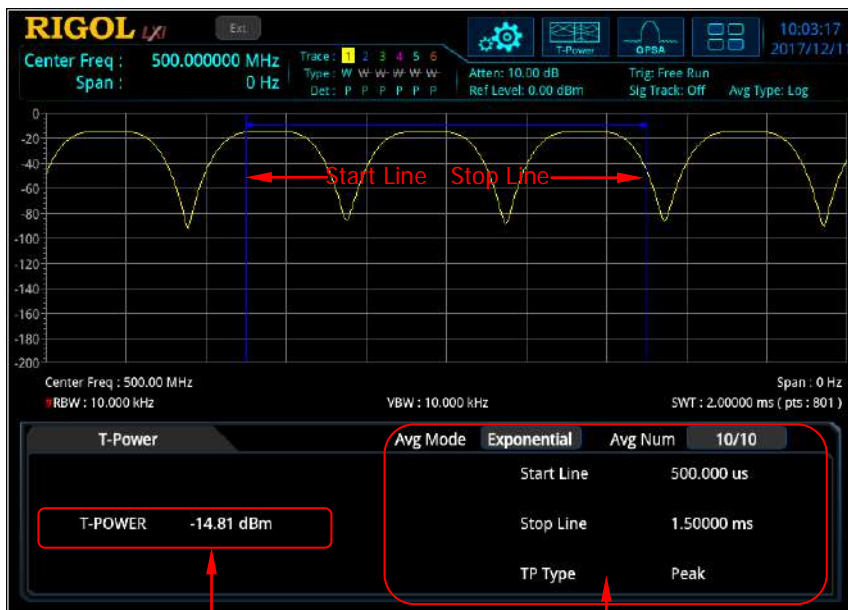 RIGOL LXI Ext T-Power QPSA 10:03:17
2017/12/11
Center Freq : 500.000000 MHz
Span : 0 Hz
Trace : 1 2 3 4 5 6
Type : W W W W W W
Det : P P P P P P
Atten: 10.00 dB
Ref Level: 0.00 dBm
Trig: Free Run
Sig Track: Off Avg Type: Log
0
-20
-40
-60
-80
-100
-120
-140
-160
-180
-200
Start Line Stop Line
Center Freq : 500.00 MHz Span : 0 Hz
#RBW : 10.000 kHz VBW : 10.000 kHz SWT : 2.00000 ms ( pts : 801 )
T-Power
Avg Mode Exponential Avg Num 10/10
Start Line 500.000 us
T-POWER -14.81 dBm
Stop Line 1.50000 ms
TP Type Peak